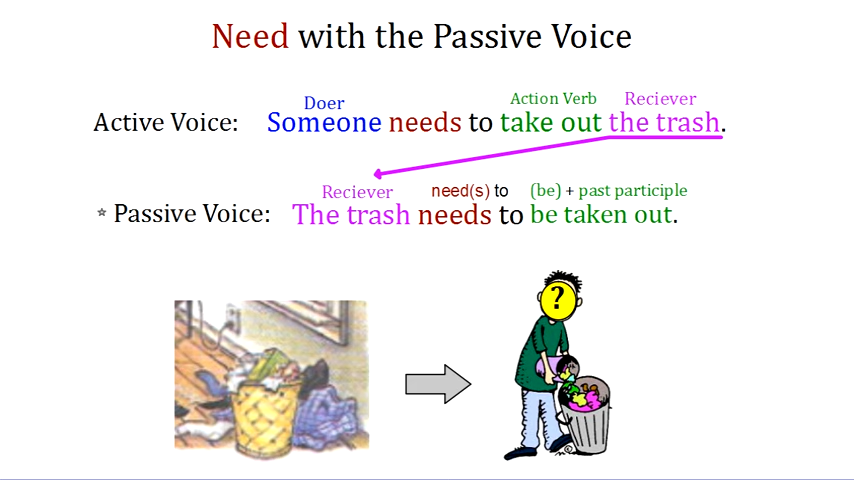 Need with the Passive Voice
Doer Action Verb Reciever
Active Voice: Someone needs to take out the trash.
Reciever need(s) to (be) + past participle
* Passive Voice: The trash needs to be taken out.
?